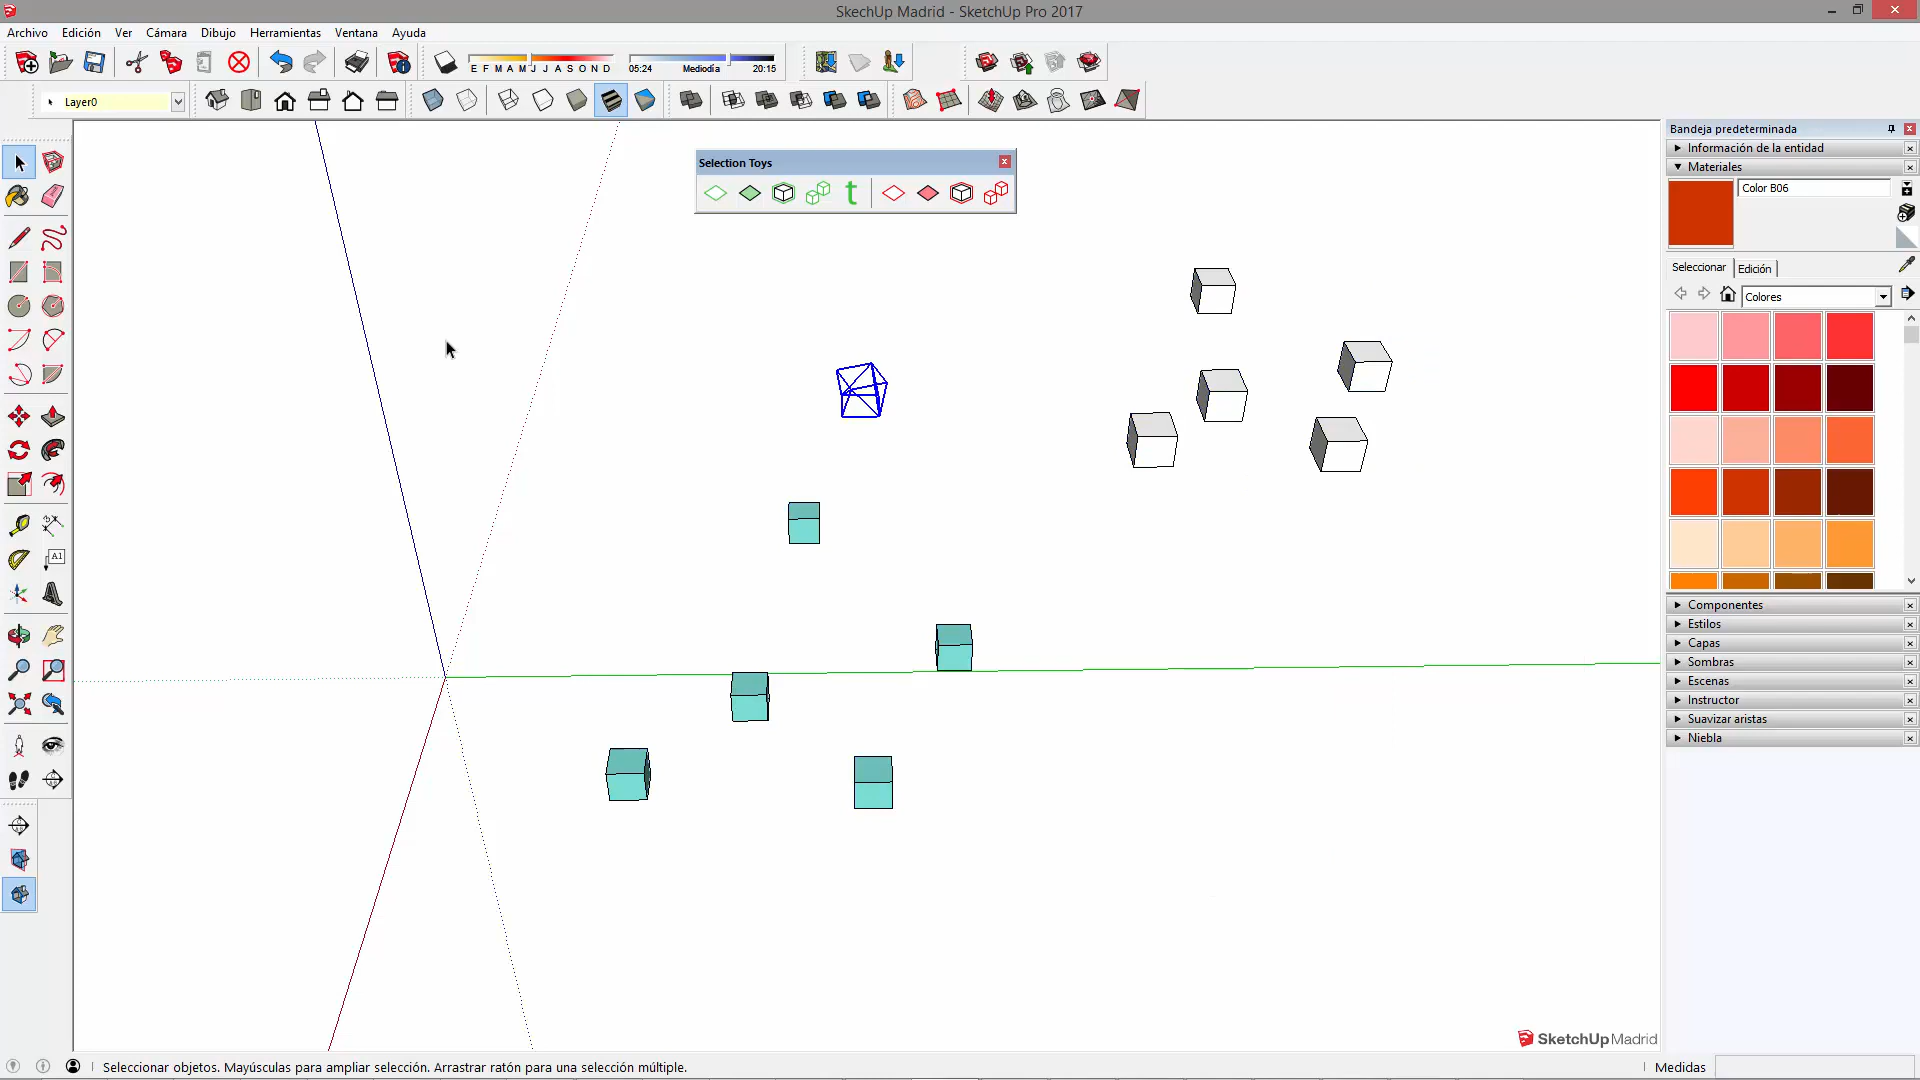 SkechUp Madrid - SketchUp Pro 2017
Archivo Edición Ver Cámara Dibujo Herramientas Ventana Ayuda
E F M A M J J A S O N D
05:24 Mediodía 20:15
Layer0
Selection Toys
t
A1
Bandeja predeterminada
Información de la entidad
Materiales
Color B06
Seleccionar Edición
Colores
Componentes
Estilos
Capas
Sombras
Escenas
Instructor
Suavizar aristas
Niebla
SketchUp Madrid
Seleccionar objetos. Mayúsculas para ampliar selección. Arrastrar ratón para una selección múltiple.
Medidas